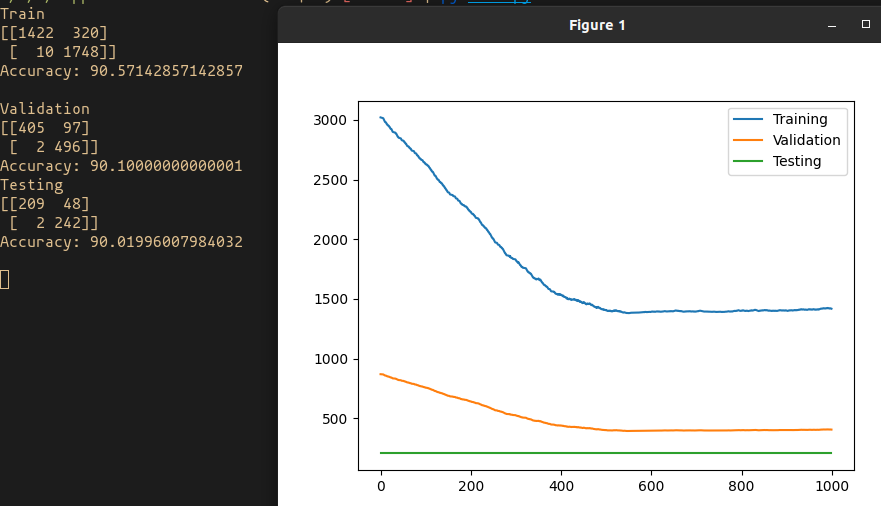 Train
[[1422  320]
 [  10 1748]]
Accuracy: 90.57142857142857
Validation
[[405  97]
 [  2 496]]
Accuracy: 90.10000000000001
Testing
[[209  48]
 [  2 242]]
Accuracy: 90.01996007984032
Figure 1
Training
Validation
Testing
3000
2500
2000
1500
1000
500
0 200 400 600 800 1000